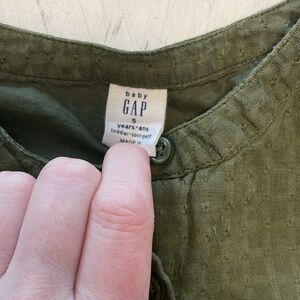 baby
GAP
5
years•ans
toddler•tout-petit
MADE IN